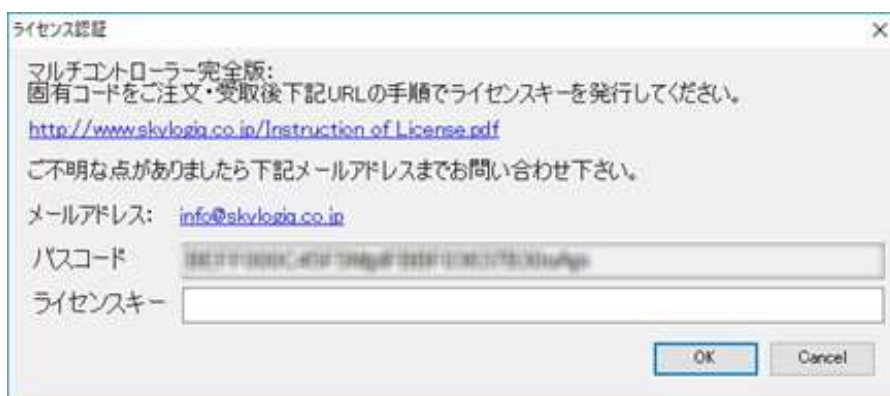 ライセンス認証
マルチコントローラー完全版:
固有コードをご注文・受取後下記URLの手順でライセンスキーを発行してください。
http://www.skylogiq.co.jp/Instruction of License.pdf
ご不明な点がありましたら下記メールアドレスまでお問い合わせ下さい。
メールアドレス: info@skylogiq.co.jp
パスコード
ライセンスキー
OK Cancel